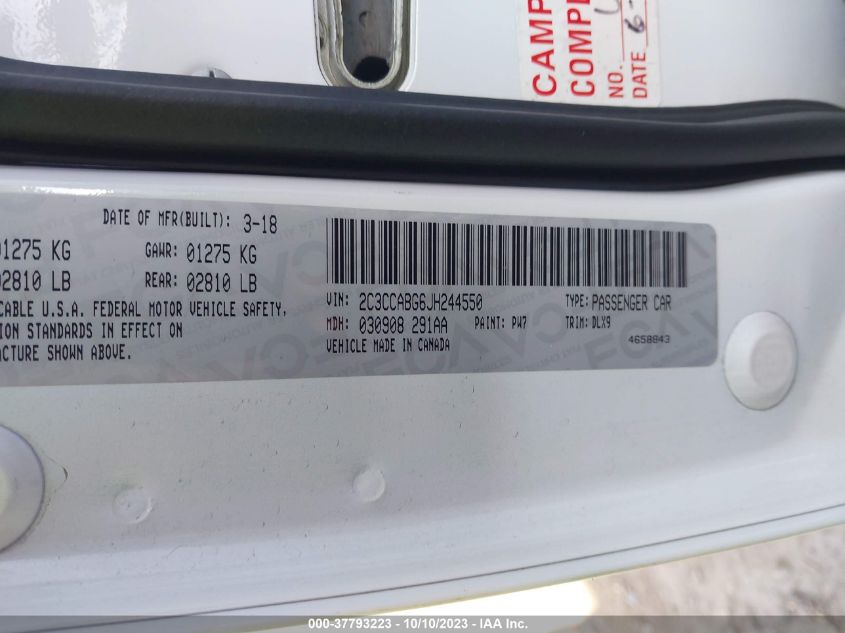 CAMP
COMPL
NO.
DATE 6-
DATE OF MFR(BUILT): 3-18
01275 KG GAWR: 01275 KG
02810 LB REAR: 02810 LB
CABLE U.S.A. FEDERAL MOTOR VEHICLE SAFETY,
ION STANDARDS IN EFFECT ON
ACTURE SHOWN ABOVE.
VIN: 2C3CCABG6JH244550 TYPE: PASSENGER CAR
MDH: 030908 291AA PAINT: PW7 TRIM: DLX9
VEHICLE MADE IN CANADA 4658843
000-37793223 - 10/10/2023 - IAA Inc.